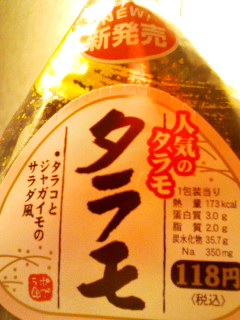 NEW!
新発売
人気の
タラモ
タラモ
・タラコと
ジャガイモの
サラダ風
1包装当り
熱量 173kcal
蛋白質 3.0g
脂質 2.0g
炭水化物 35.7g
Na 350mg
118円
〈税込〉